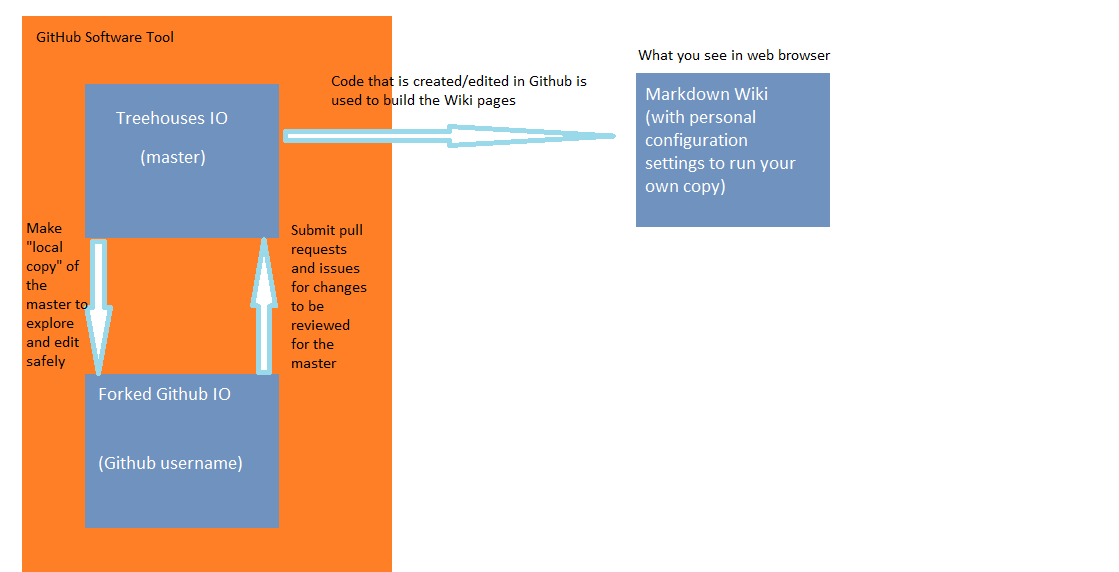 GitHub Software Tool
Treehouses IO
(master)
Code that is created/edited in Github is
used to build the Wiki pages
What you see in web browser
Markdown Wiki
(with personal
configuration
settings to run your
own copy)
Make
"local
copy" of
the
master to
explore
and edit
safely
Submit pull
requests
and issues
for changes
to be
reviewed
for the
master
Forked Github IO
(Github username)